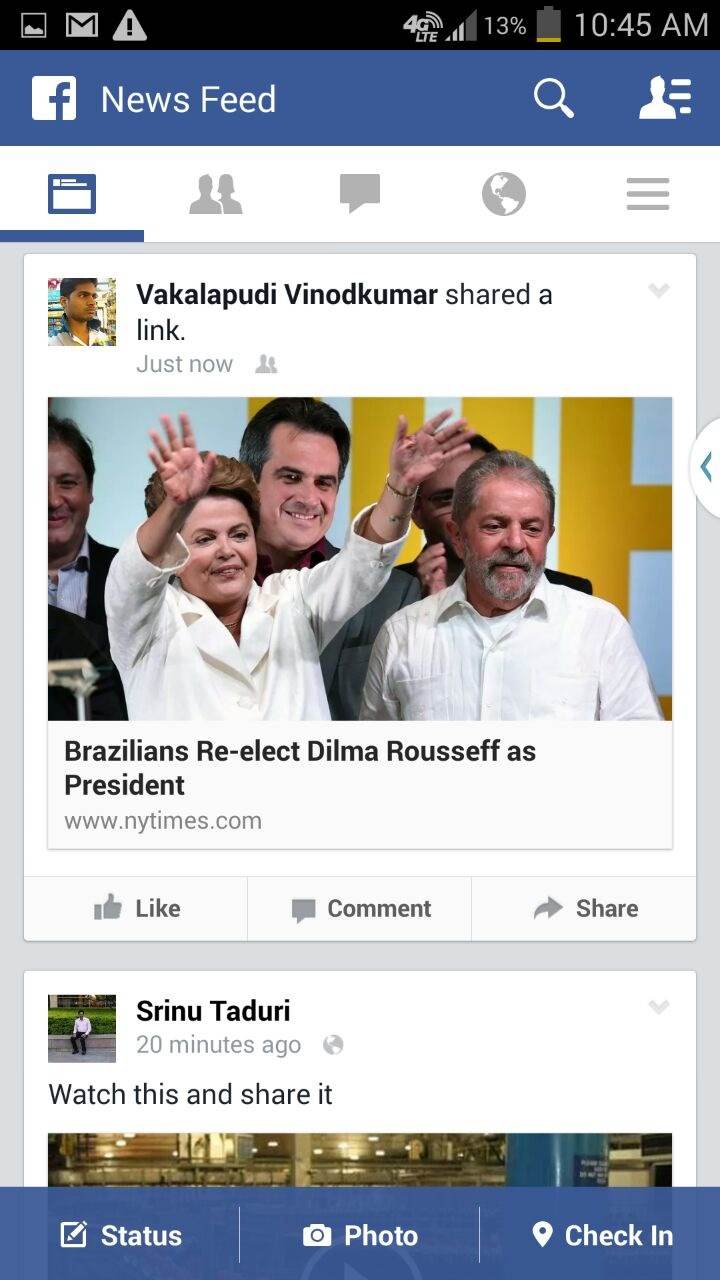 4G LTE 13% 10:45 AM
News Feed
Vakalapudi Vinodkumar shared a
link.
Just now
Brazilians Re-elect Dilma Rousseff as
President
www.nytimes.com
Like Comment Share
Srinu Taduri
20 minutes ago
Watch this and share it
Status Photo Check In